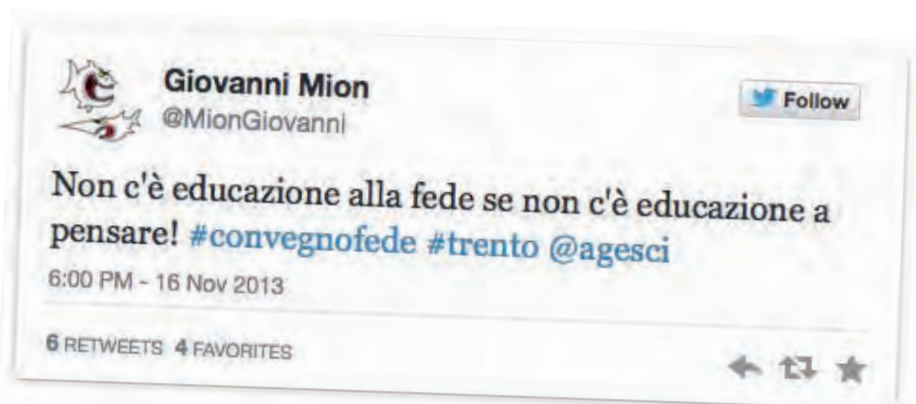 Giovanni Mion
@MionGiovanni
Follow
Non c'è educazione alla fede se non c'è educazione a
pensare! #convegnofede #trento @agesci
6:00 PM - 16 Nov 2013
6 RETWEETS 4 FAVORITES